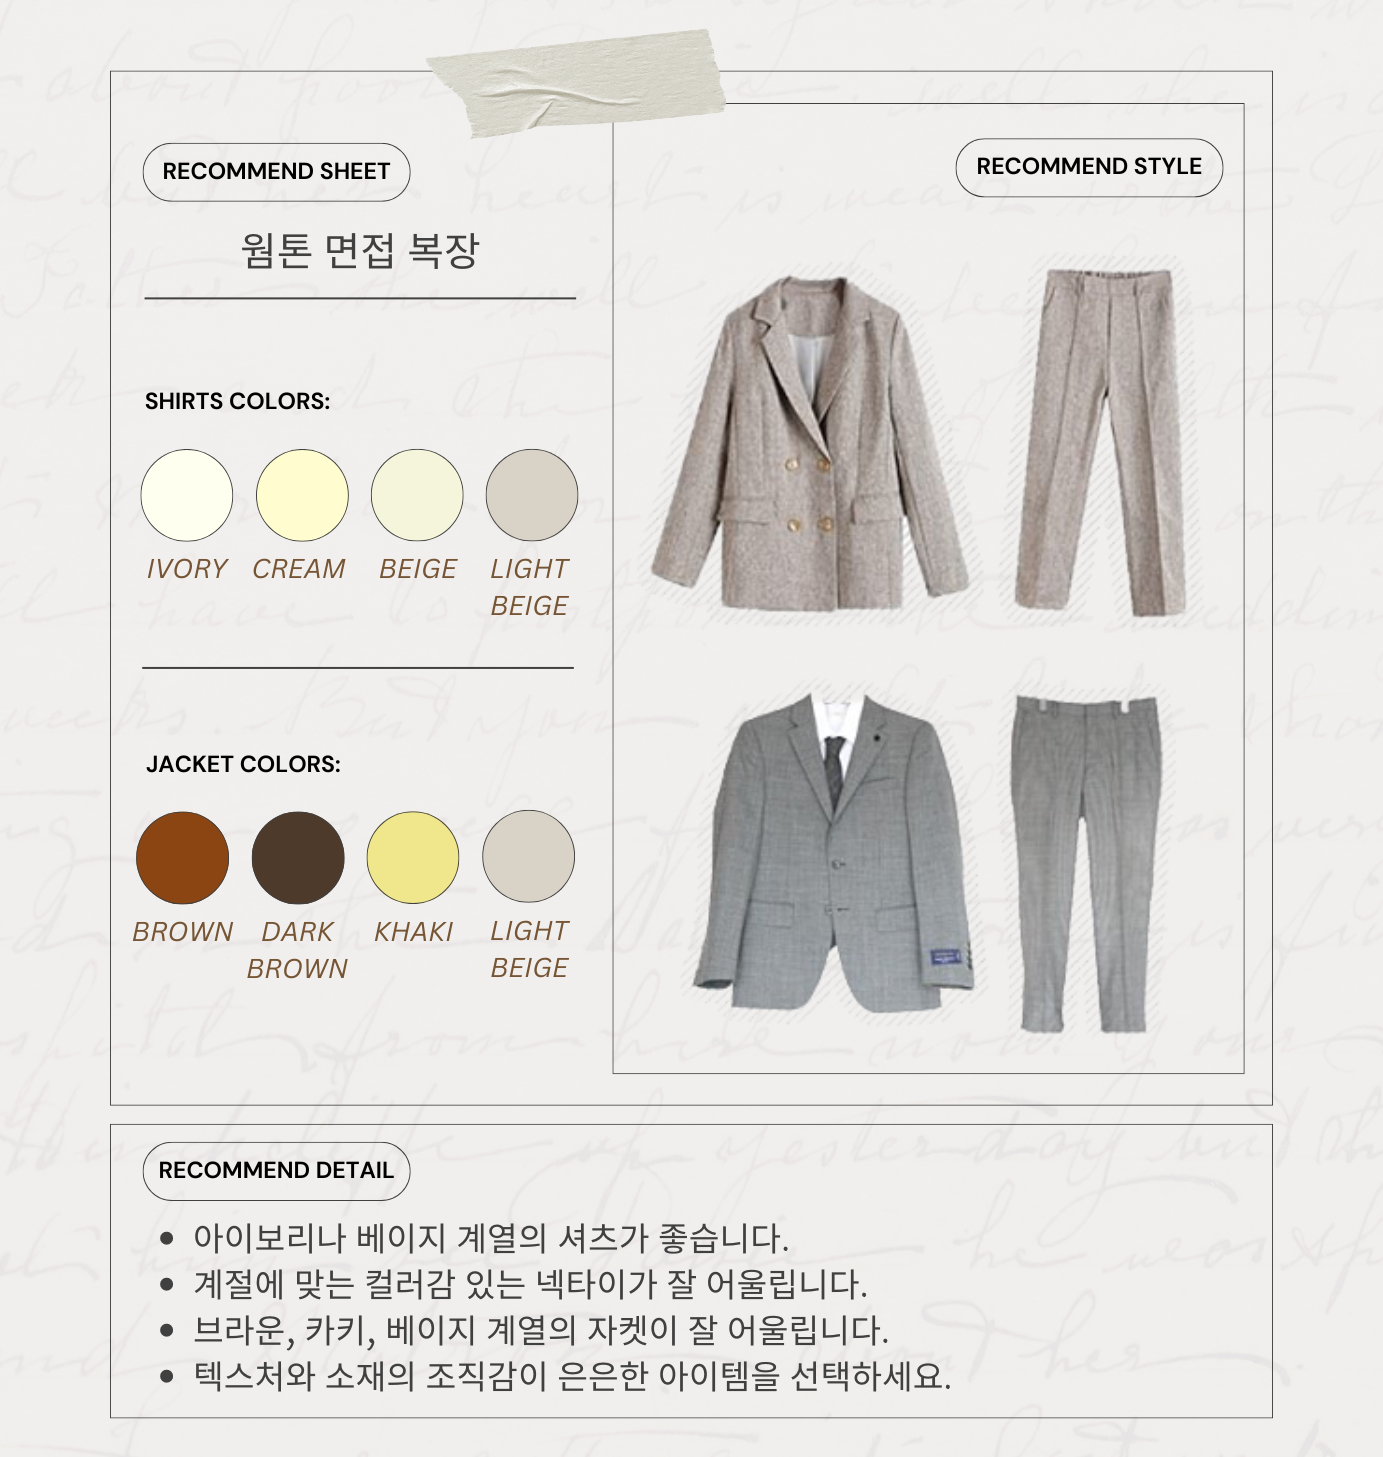 RECOMMEND SHEET
웜톤 면접 복장
SHIRTS COLORS:
IVORY
CREAM
BEIGE
LIGHT
BEIGE
JACKET COLORS:
BROWN
DARK
BROWN
KHAKI
LIGHT
BEIGE
RECOMMEND STYLE
RECOMMEND DETAIL
아이보리나 베이지 계열의 셔츠가 좋습니다.
계절에 맞는 컬러감 있는 넥타이가 잘 어울립니다.
브라운, 카키, 베이지 계열의 자켓이 잘 어울립니다.
텍스처와 소재의 조직감이 은은한 아이템을 선택하세요.